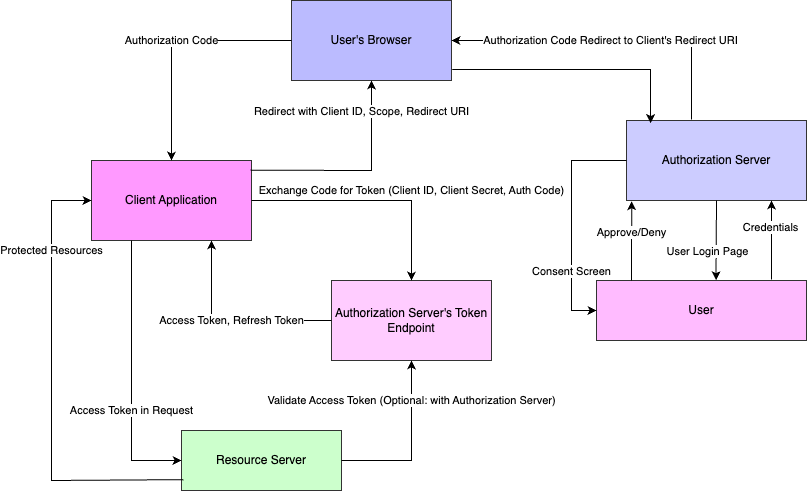 User's Browser
Authorization Code
Authorization Code Redirect to Client's Redirect URI
Redirect with Client ID, Scope, Redirect URI
Authorization Server
Client Application
Exchange Code for Token (Client ID, Client Secret, Auth Code)
Approve/Deny
Credentials
User Login Page
Protected Resources
Consent Screen
Authorization Server's Token
Endpoint
User
Access Token, Refresh Token
Validate Access Token (Optional: with Authorization Server)
Access Token in Request
Resource Server